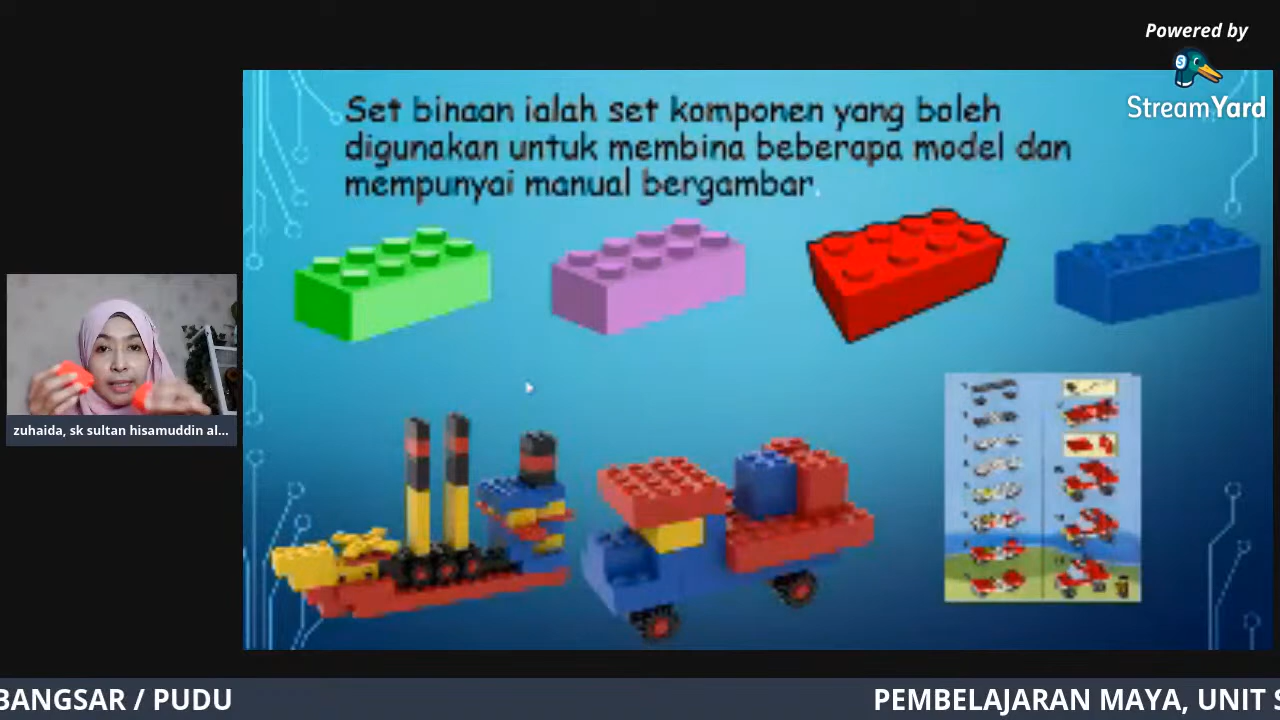 Powered by
StreamYard
Set binaan ialah set komponen yang boleh
digunakan untuk membina beberapa model dan
mempunyai manual bergambar.
zuhaida, sk sultan hisamuddin al...
BANGSAR / PUDU
PEMBELAJARAN MAYA, UNIT S